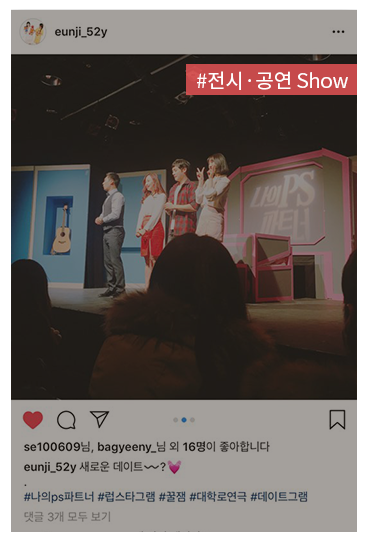 eunji_52y
#전시·공연 Show
나의PS
파트너
se100609님, bagyeeny_님 외 16명이 좋아합니다
eunji_52y 새로운 데이트~~?💓
.
#나의ps파트너 #럽스타그램 #꿀잼 #대학로연극 #데이트그램
댓글 3개 모두 보기